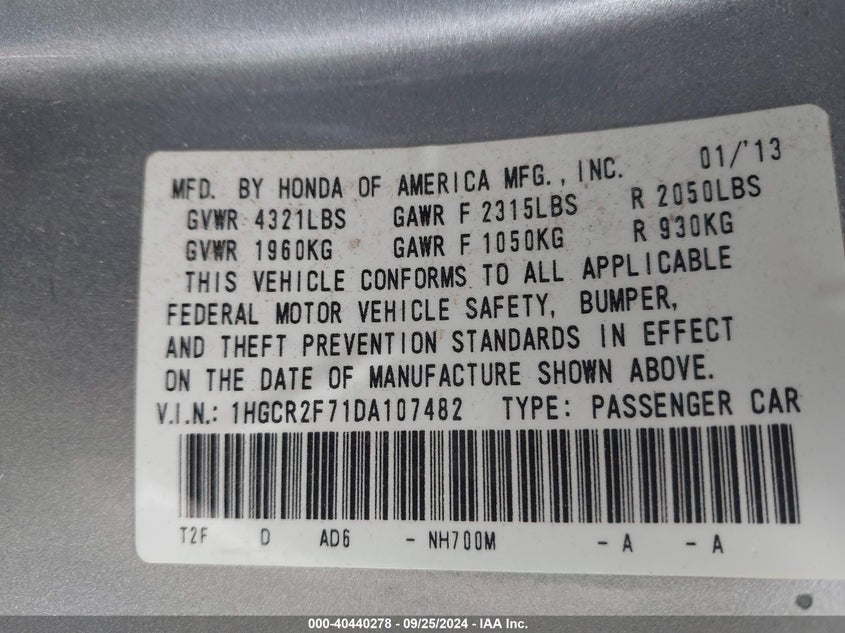 MFD. BY HONDA OF AMERICA MFG., INC. 01/'13
GVWR 4321LBS GAWR F 2315LBS R 2050LBS
GVWR 1960KG GAWR F 1050KG R 930KG
THIS VEHICLE CONFORMS TO ALL APPLICABLE
FEDERAL MOTOR VEHICLE SAFETY, BUMPER,
AND THEFT PREVENTION STANDARDS IN EFFECT
ON THE DATE OF MANUFACTURE SHOWN ABOVE.
V.I.N.: 1HGCR2F71DA107482 TYPE: PASSENGER CAR
T2F D AD6 - NH700M - A - A
000-40440278 - 09/25/2024 - IAA Inc.